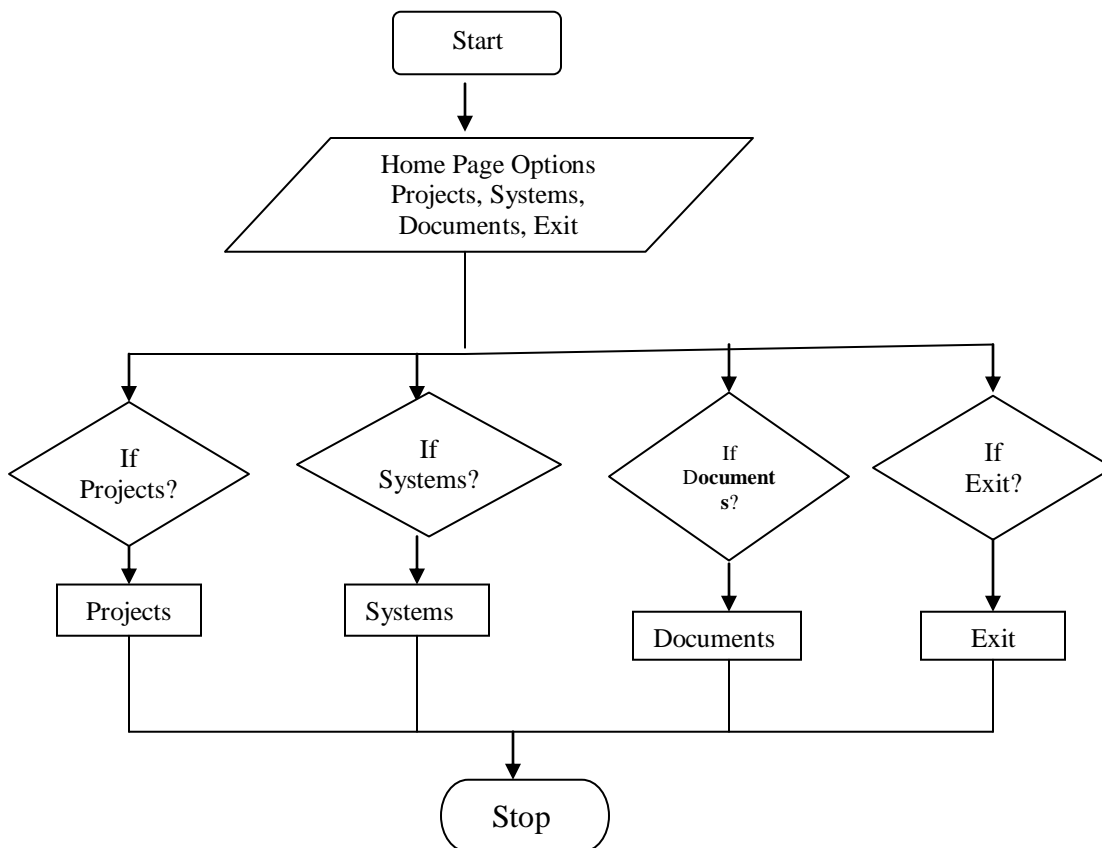 Start
Home Page Options
Projects, Systems,
Documents, Exit
If
Projects?
If
Systems?
If
Document
s?
If
Exit?
Projects
Systems
Documents
Exit
Stop